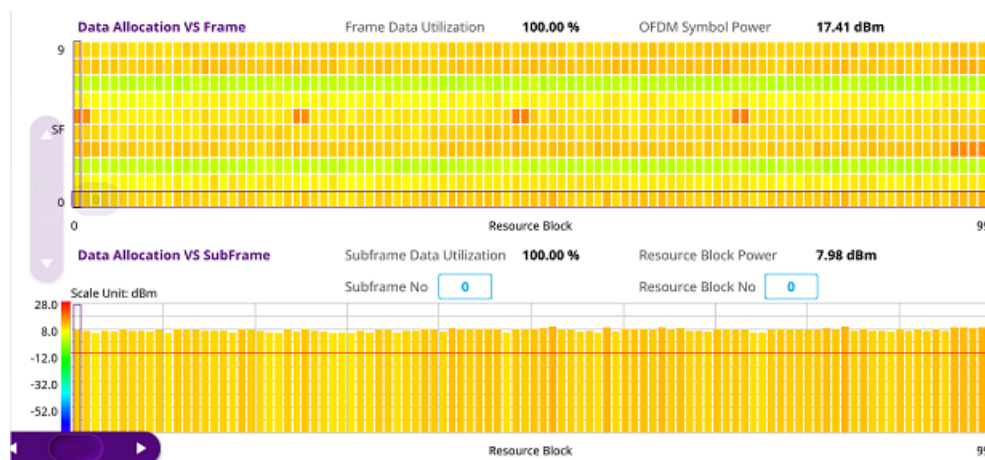 Data Allocation VS Frame Frame Data Utilization 100.00 % OFDM Symbol Power 17.41 dBm
9
SF
0
0
0 Resource Block
Data Allocation VS SubFrame Subframe Data Utilization 100.00 % Resource Block Power 7.98 dBm
Subframe No 0 Resource Block No 0
Scale Unit: dBm
28.0
8.0
-12.0
-32.0
-52.0
Resource Block